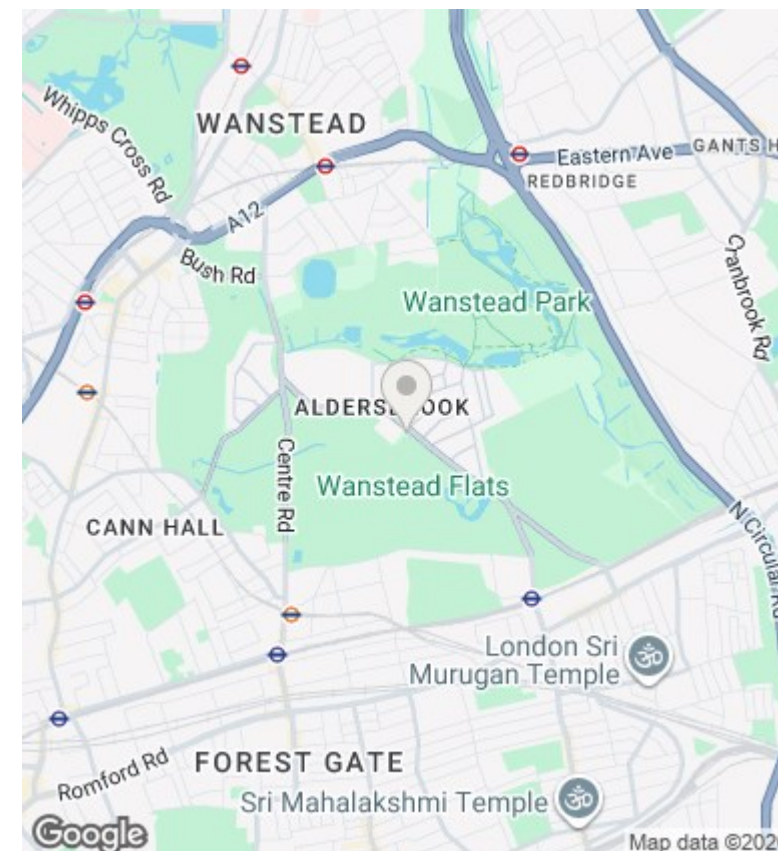 Whipps Cross Rd
WANSTEAD
Eastern Ave
GANTS H
REDBRIDGE
A12
Bush Rd
Cranbrook Rd
Wanstead Park
Centre Rd
Wanstead Flats
CANN HALL
N Circular Rd
London Sri
Murugan Temple
FOREST GATE
Romford Rd
Sri Mahalakshmi Temple
Google
Map data ©202